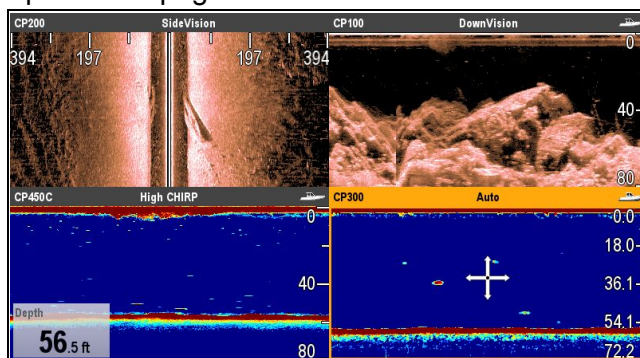 CP200 SideVision
394 197 197 394
CP100 DownVision
0
40
80
CP450C High CHIRP
0
40
80
Depth
56.5 ft
CP300 Auto
0.0
18.0
36.1
54.1
72.2